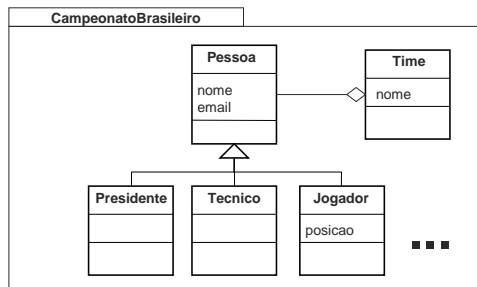 CampeonatoBrasileiro
Pessoa
nome
email
Time
nome
Presidente
Tecnico
Jogador
posicao